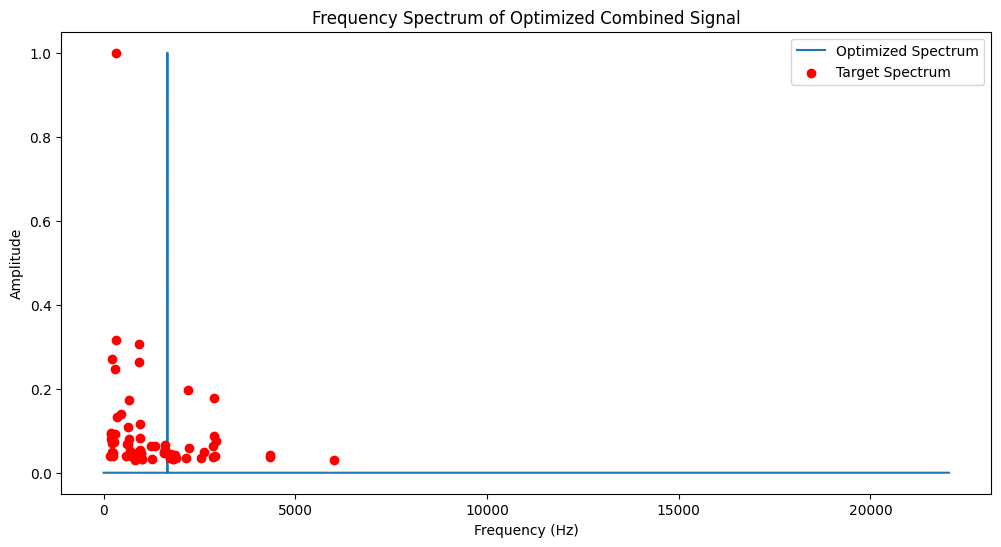 Frequency Spectrum of Optimized Combined Signal
Optimized Spectrum
Target Spectrum
1.0
0.8
0.6
0.4
0.2
0.0
Amplitude
0
5000
10000
15000
20000
Frequency (Hz)